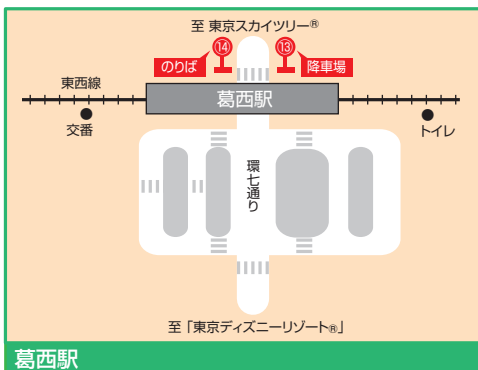 至 東京スカイツリー®
⑭
⑬
のりば
降車場
東西線
葛西駅
交番
トイレ
環七通り
至「東京ディズニーリゾート®」
葛西駅